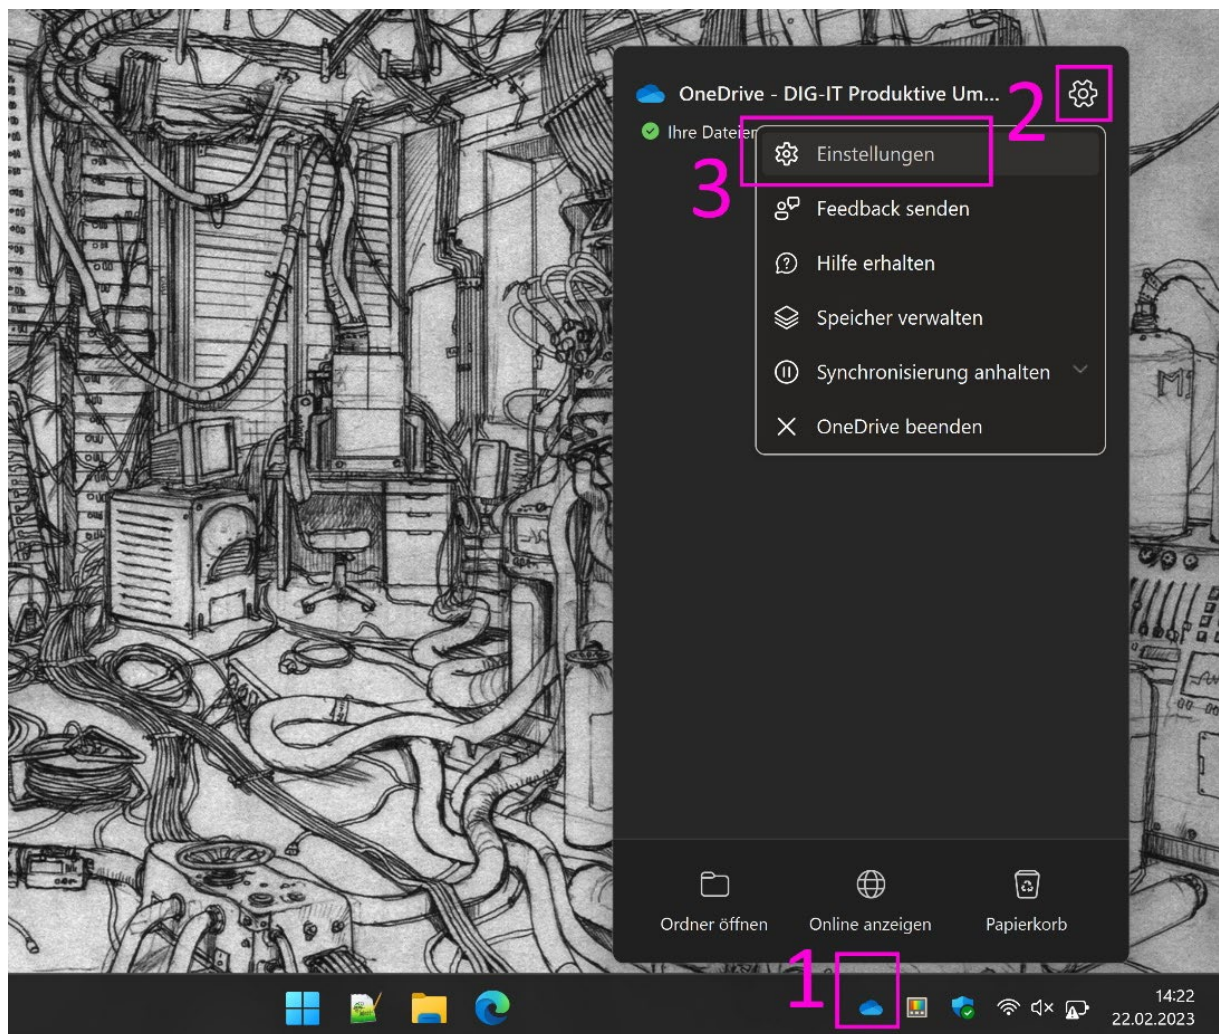 OneDrive - DIG-IT Produktive Um...
2
Ihre Dateien
3
Einstellungen
Feedback senden
Hilfe erhalten
Speicher verwalten
Synchronisierung anhalten
OneDrive beenden
Ordner öffnen
Online anzeigen
Papierkorb
1
14:22
22.02.2023